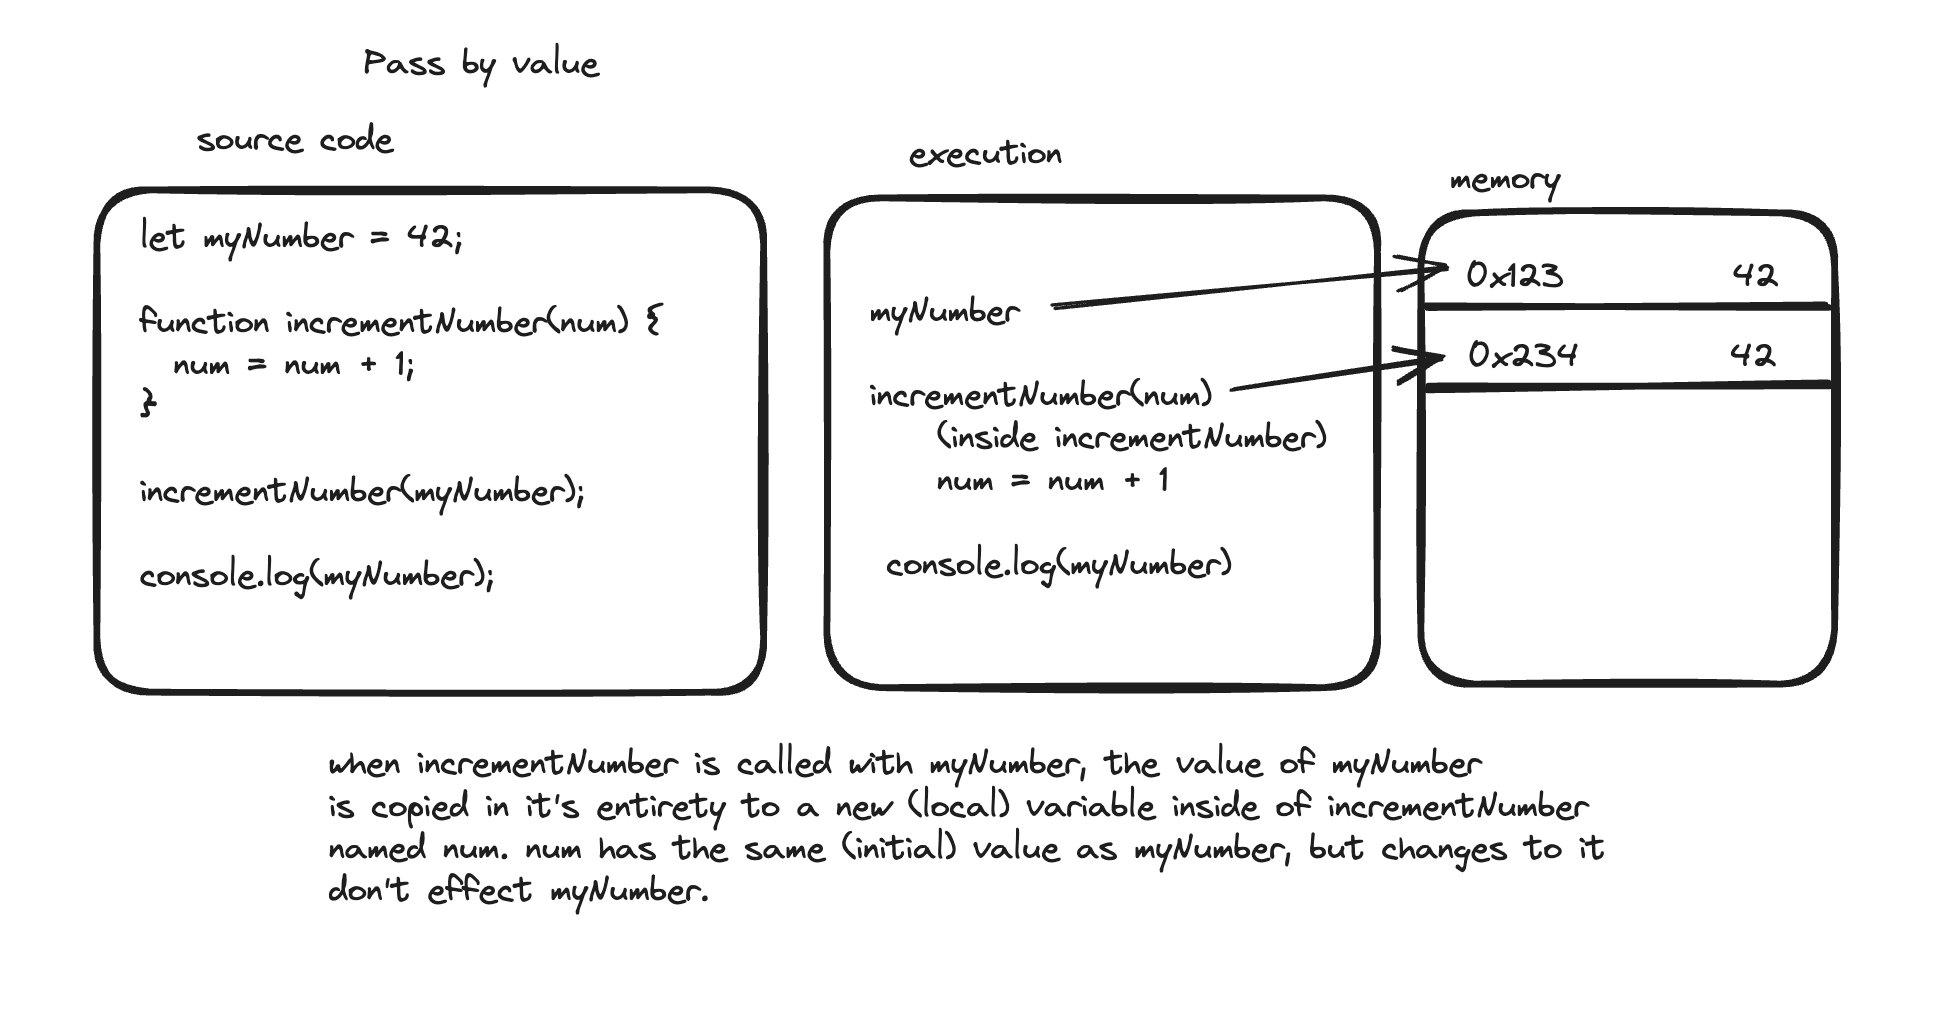 Pass by value
source code
let myNumber = 42;
function incrementNumber(num) {
num = num + 1;
}
incrementNumber(myNumber);
console.log(myNumber);
execution
myNumber
incrementNumber(num)
(inside incrementNumber)
num = num + 1
console.log(myNumber)
memory
0x123 42
0x234 42
when incrementNumber is called with myNumber, the value of myNumber
is copied in it's entirety to a new (local) variable inside of incrementNumber
named num. num has the same (initial) value as myNumber, but changes to it
don't effect myNumber.